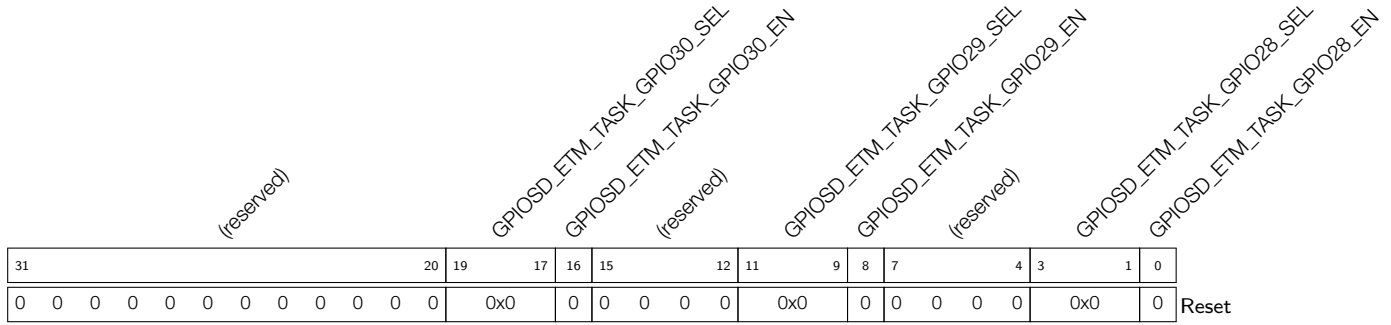 (reserved)
GPIOSD_ETM_TASK_GPIO30_SEL
GPIOSD_ETM_TASK_GPIO30_EN
(reserved)
GPIOSD_ETM_TASK_GPIO29_SEL
GPIOSD_ETM_TASK_GPIO29_EN
(reserved)
GPIOSD_ETM_TASK_GPIO28_SEL
GPIOSD_ETM_TASK_GPIO28_EN
31 20 19 17 16 15 12 11 9 8 7 4 3 1 0
0 0 0 0 0 0 0 0 0 0 0 0 0x0 0 0 0 0 0 0x0 0 0 0 0 0 0x0 0 Reset